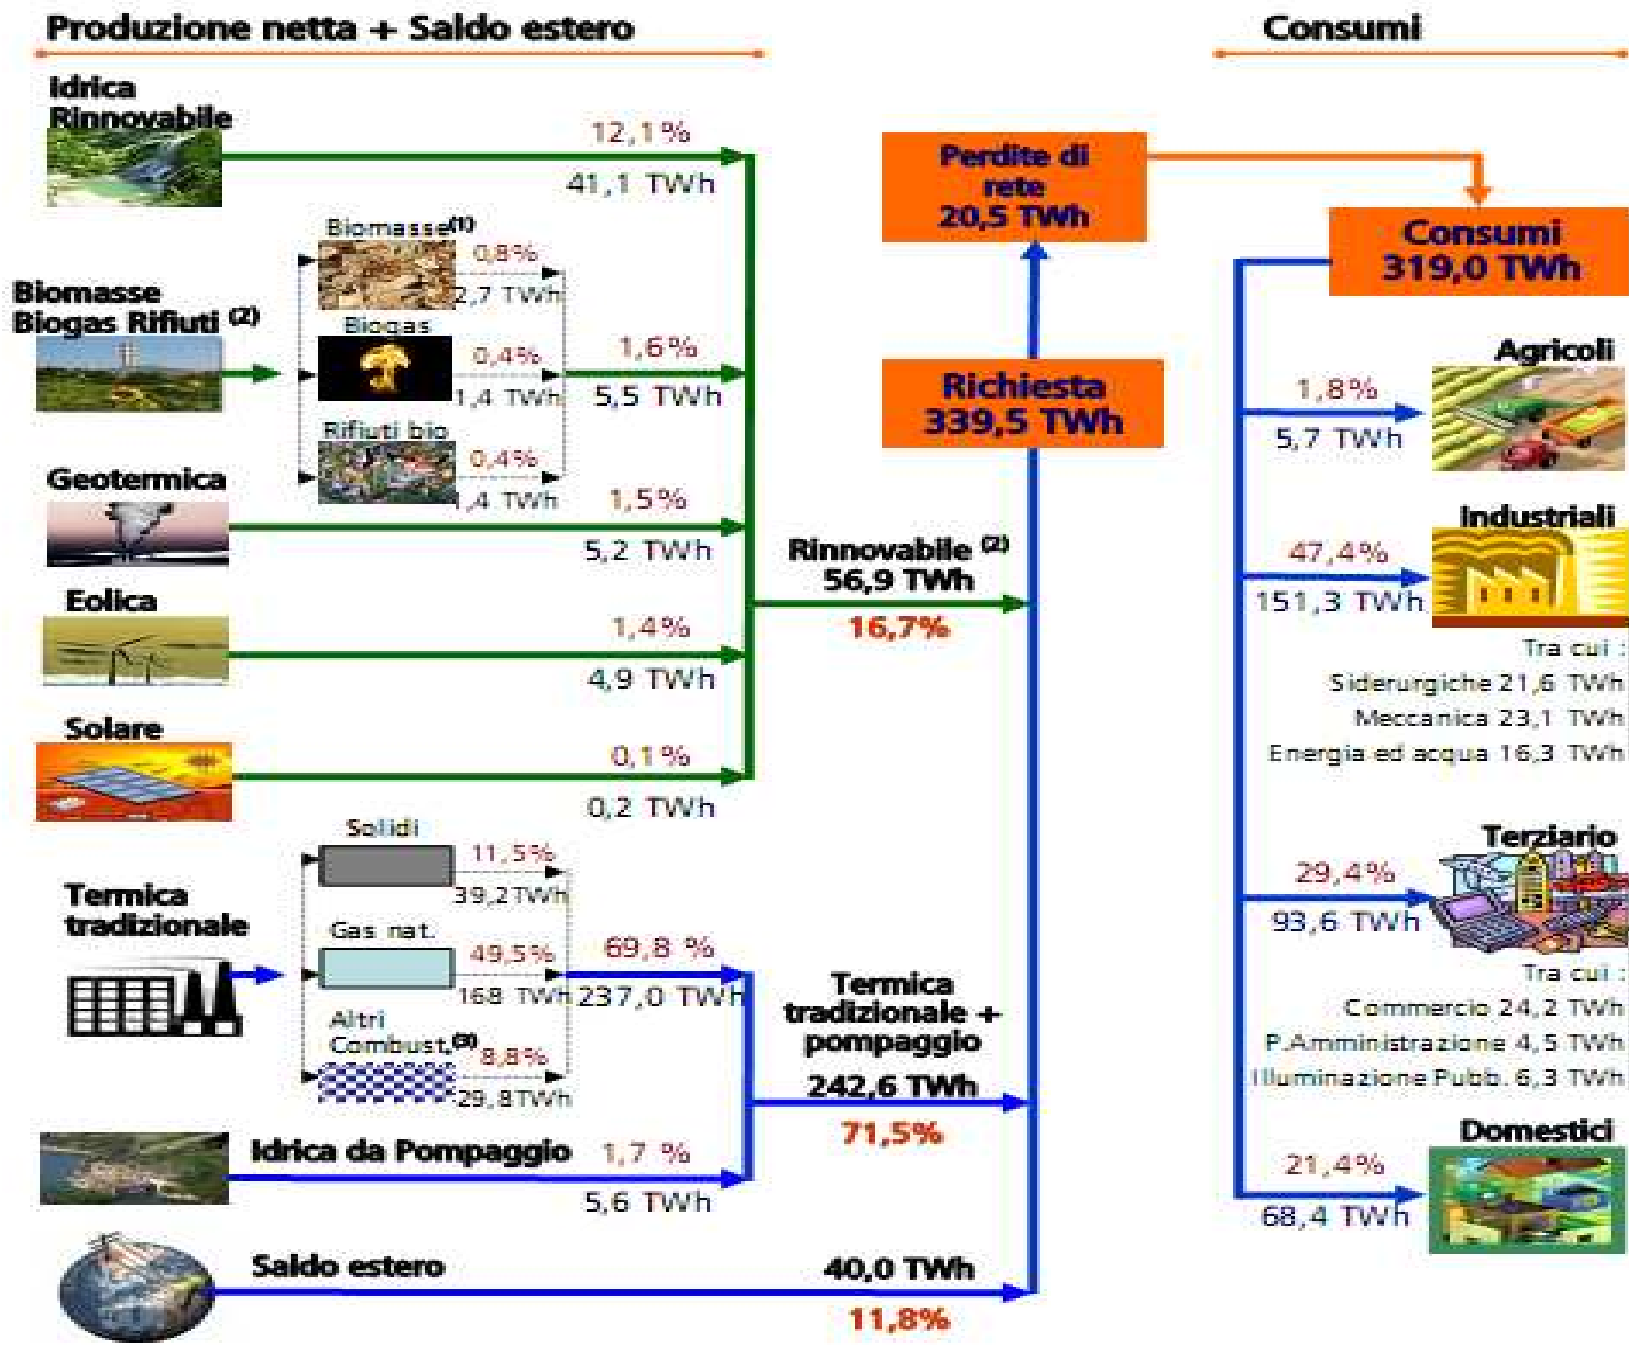 Produzione netta + Saldo estero
Idrica
Rinnovabile
12,1%
41,1 TWh
Biomasse(1)
0,8%
2,7 TWh
Biomasse
Biogas Rifiuti (2)
Biogas
0,4%
1,4 TWh
1,6%
5,5 TWh
Rifiuti bio
0,4%
,4 TWh
Geotermica
1,5%
5,2 TWh
Eolica
1,4%
4,9 TWh
Solare
0,1%
0,2 TWh
Rinnovabile (2)
56,9 TWh
16,7%
Termica
tradizionale
Solidi
11,5%
39,2TWh
Gas nat.
49,5%
168 TWh
Altri
Combust.(3)
8,8%
29,8TWh
69,8 %
237,0 TWh
Idrica da Pompaggio
1,7 %
5,6 TWh
Termica
tradizionale +
pompaggio
242,6 TWh
71,5%
Saldo estero
40,0 TWh
11,8%
Perdite di
rete
20,5 TWh
Richiesta
339,5 TWh
Consumi
Consumi
319,0 TWh
Agricoli
1,8%
5,7 TWh
Industriali
47,4%
151,3 TWh
Tra cui :
Siderurgiche 21,6 TWh
Meccanica 23,1 TWh
Energia ed acqua 16,3 TWh
Terziario
29,4%
93,6 TWh
Tra cui :
Commercio 24,2 TWh
P.Amministrazione 4,5 TWh
Illuminazione Pubb. 6,3 TWh
Domestici
21,4%
68,4 TWh